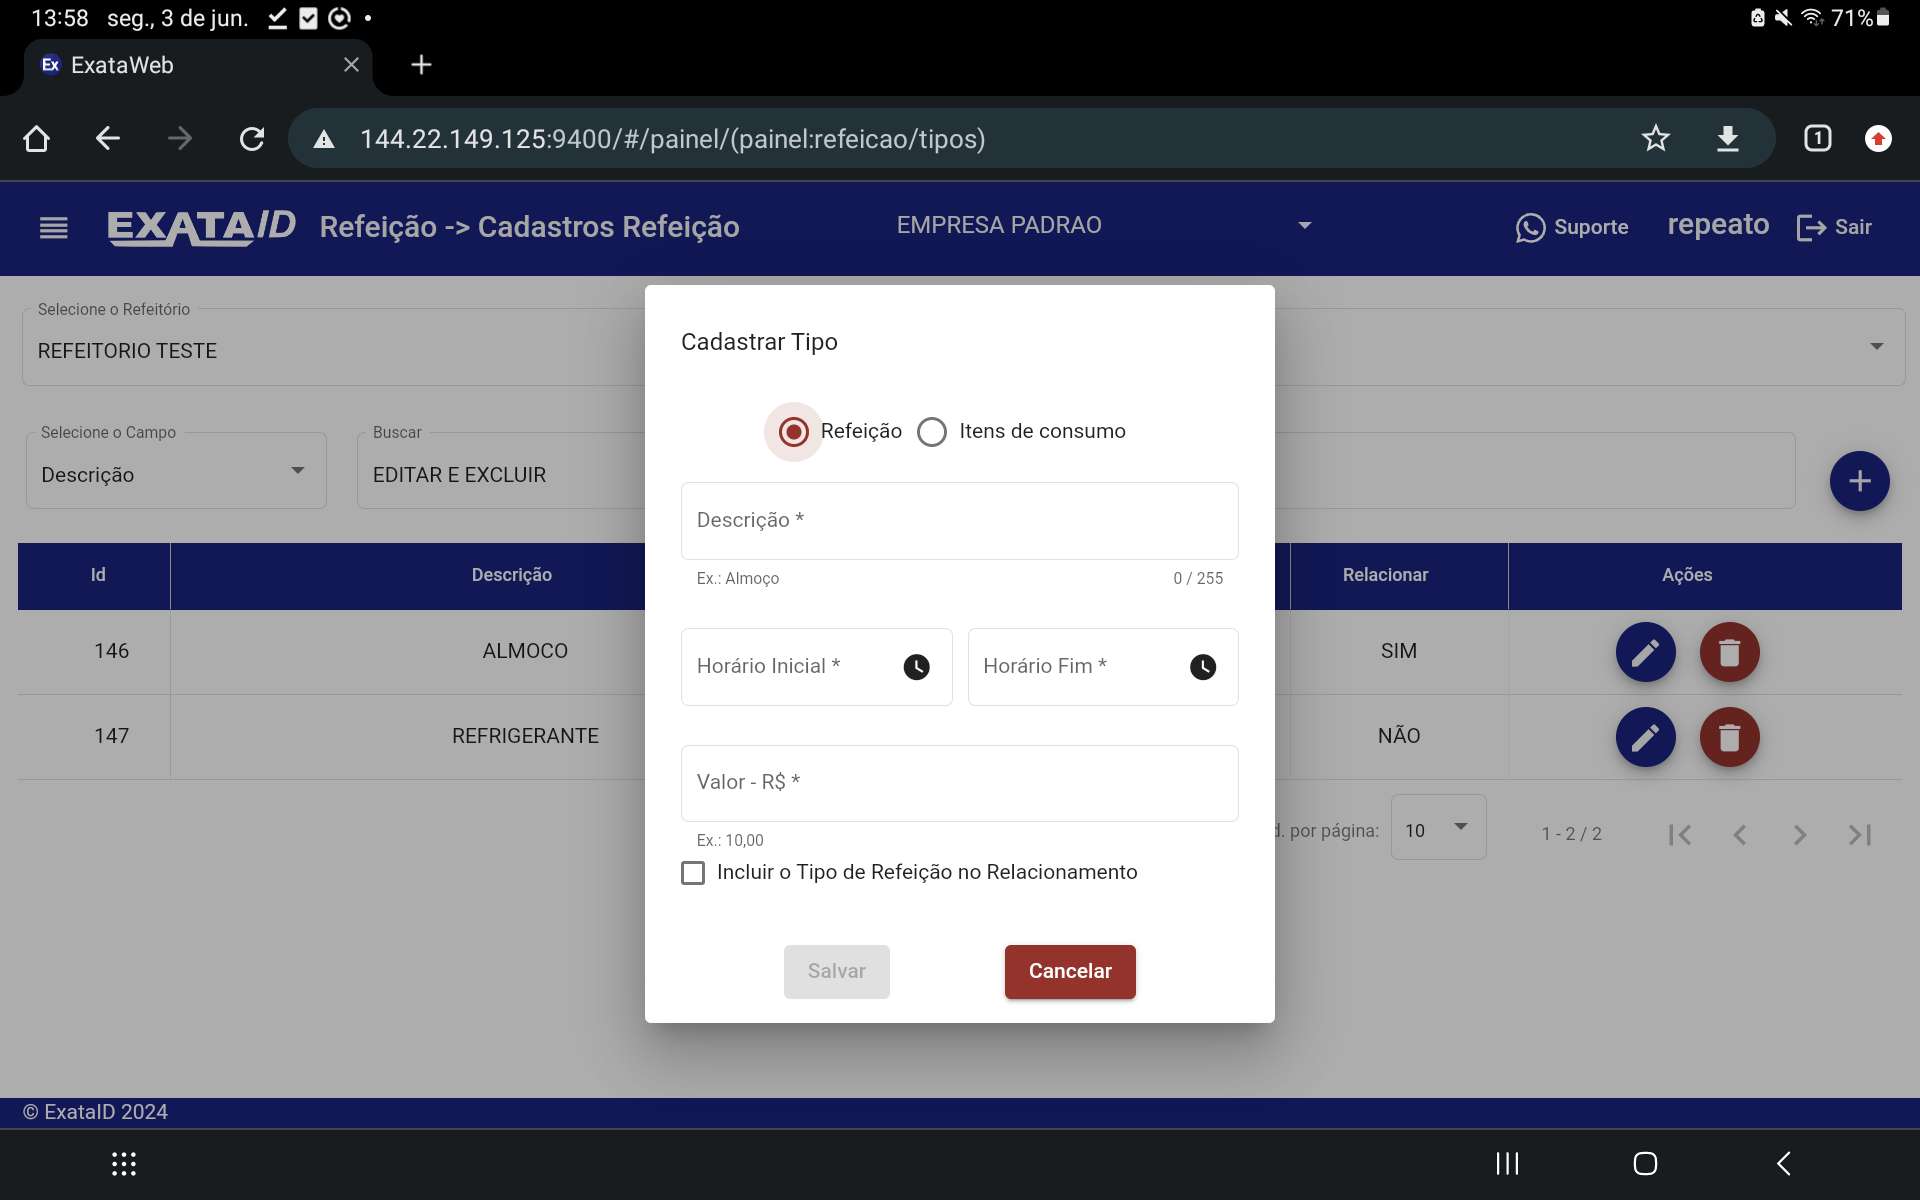 13:58 seg., 3 de jun. 71%
Ex ExataWeb
144.22.149.125:9400/#/painel/(painel:refeicao/tipos) 1
EXATAID Refeição -> Cadastros Refeição EMPRESA PADRAO Suporte repeato Sair
Selecione o Refeitório
REFEITORIO TESTE
Selecione o Campo Buscar
Descrição EDITAR E EXCLUIR
Id Descrição Relacionar Ações
146 ALMOCO SIM
147 REFRIGERANTE NÃO
por página: 10 1 - 2 / 2
Cadastrar Tipo
Refeição Itens de consumo
Descrição *
Ex.: Almoço 0 / 255
Horário Inicial * Horário Fim *
Valor - R$ *
Ex.: 10,00
Incluir o Tipo de Refeição no Relacionamento
Salvar Cancelar
© ExataID 2024